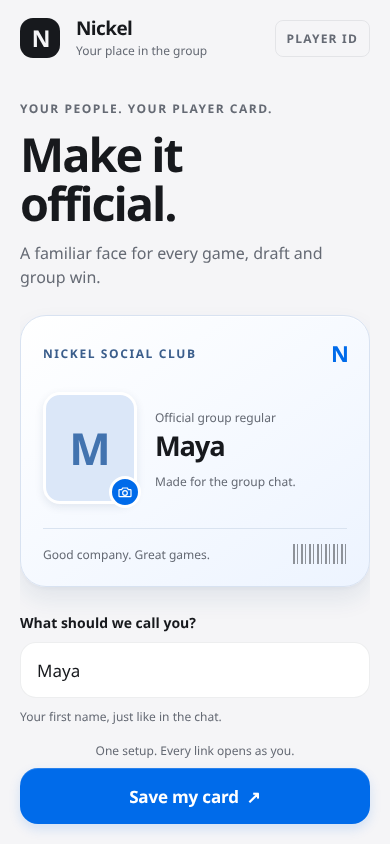 N
Nickel
Your place in the group
PLAYER ID
YOUR PEOPLE. YOUR PLAYER CARD.
Make it
official.
A familiar face for every game, draft and
group win.
NICKEL SOCIAL CLUB
N
M
Official group regular
Maya
Made for the group chat.
Good company. Great games.
What should we call you?
Maya
Your first name, just like in the chat.
One setup. Every link opens as you.
Save my card ↗